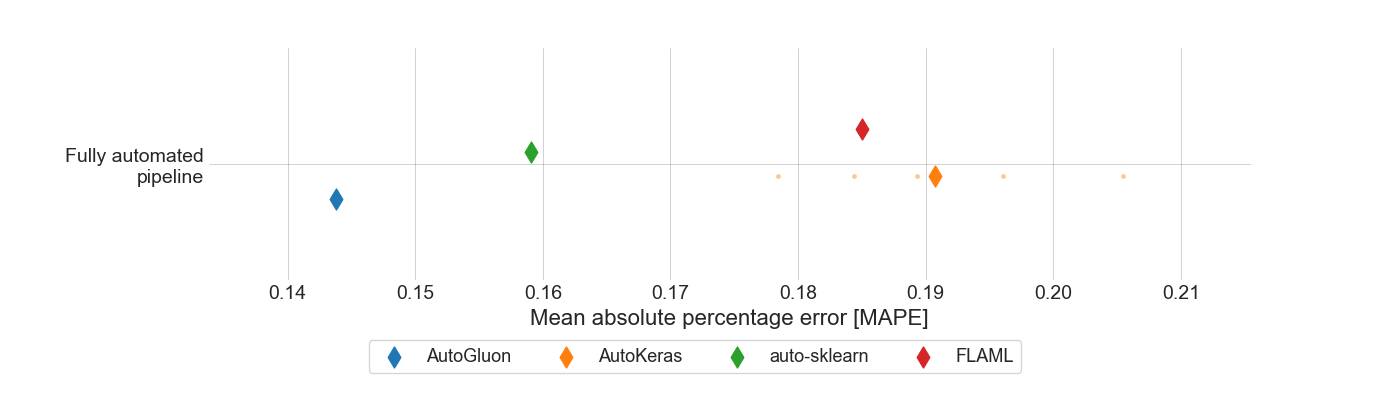 Fully automated
pipeline
0.14 0.15 0.16 0.17 0.18 0.19 0.20 0.21
Mean absolute percentage error [MAPE]
AutoGluon AutoKeras auto-sklearn FLAML